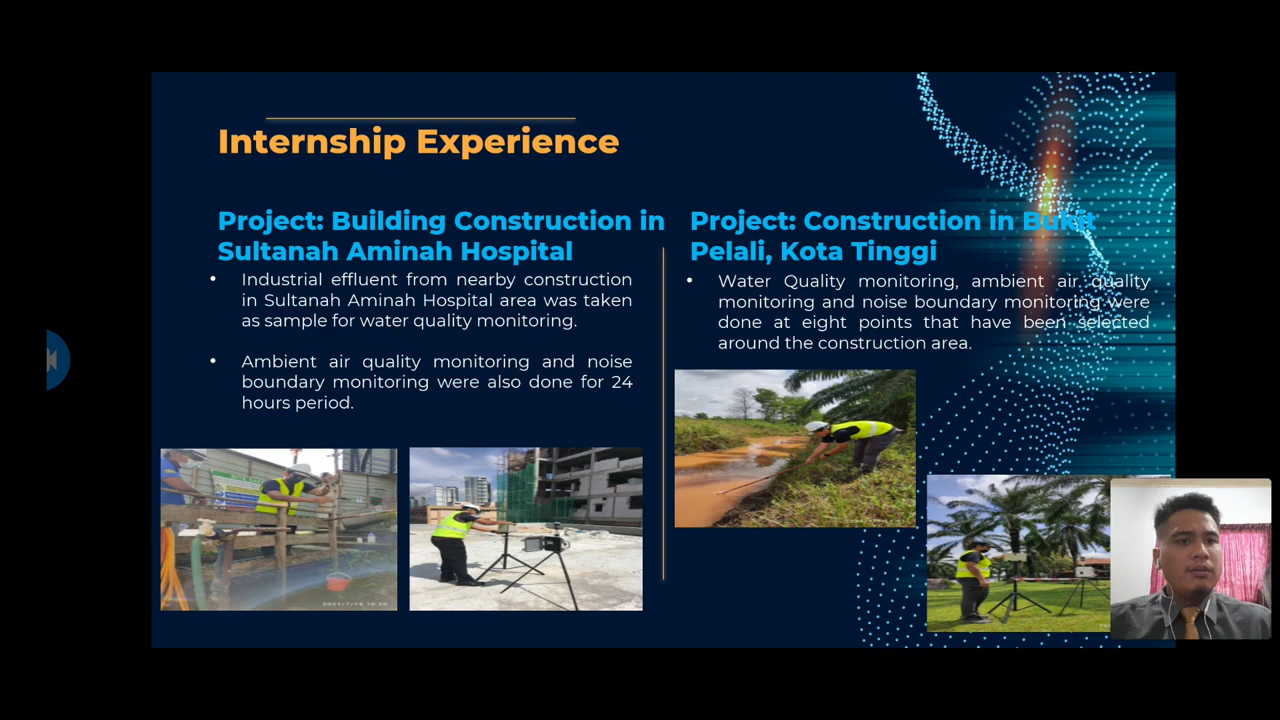 Internship Experience
Project: Building Construction in
Sultanah Aminah Hospital
• Industrial effluent from nearby construction
in Sultanah Aminah Hospital area was taken
as sample for water quality monitoring.
• Ambient air quality monitoring and noise
boundary monitoring were also done for 24
hours period.
Project: Construction in Bukit
Pelali, Kota Tinggi
• Water Quality monitoring, ambient air quality
monitoring and noise boundary monitoring were
done at eight points that have been selected
around the construction area.